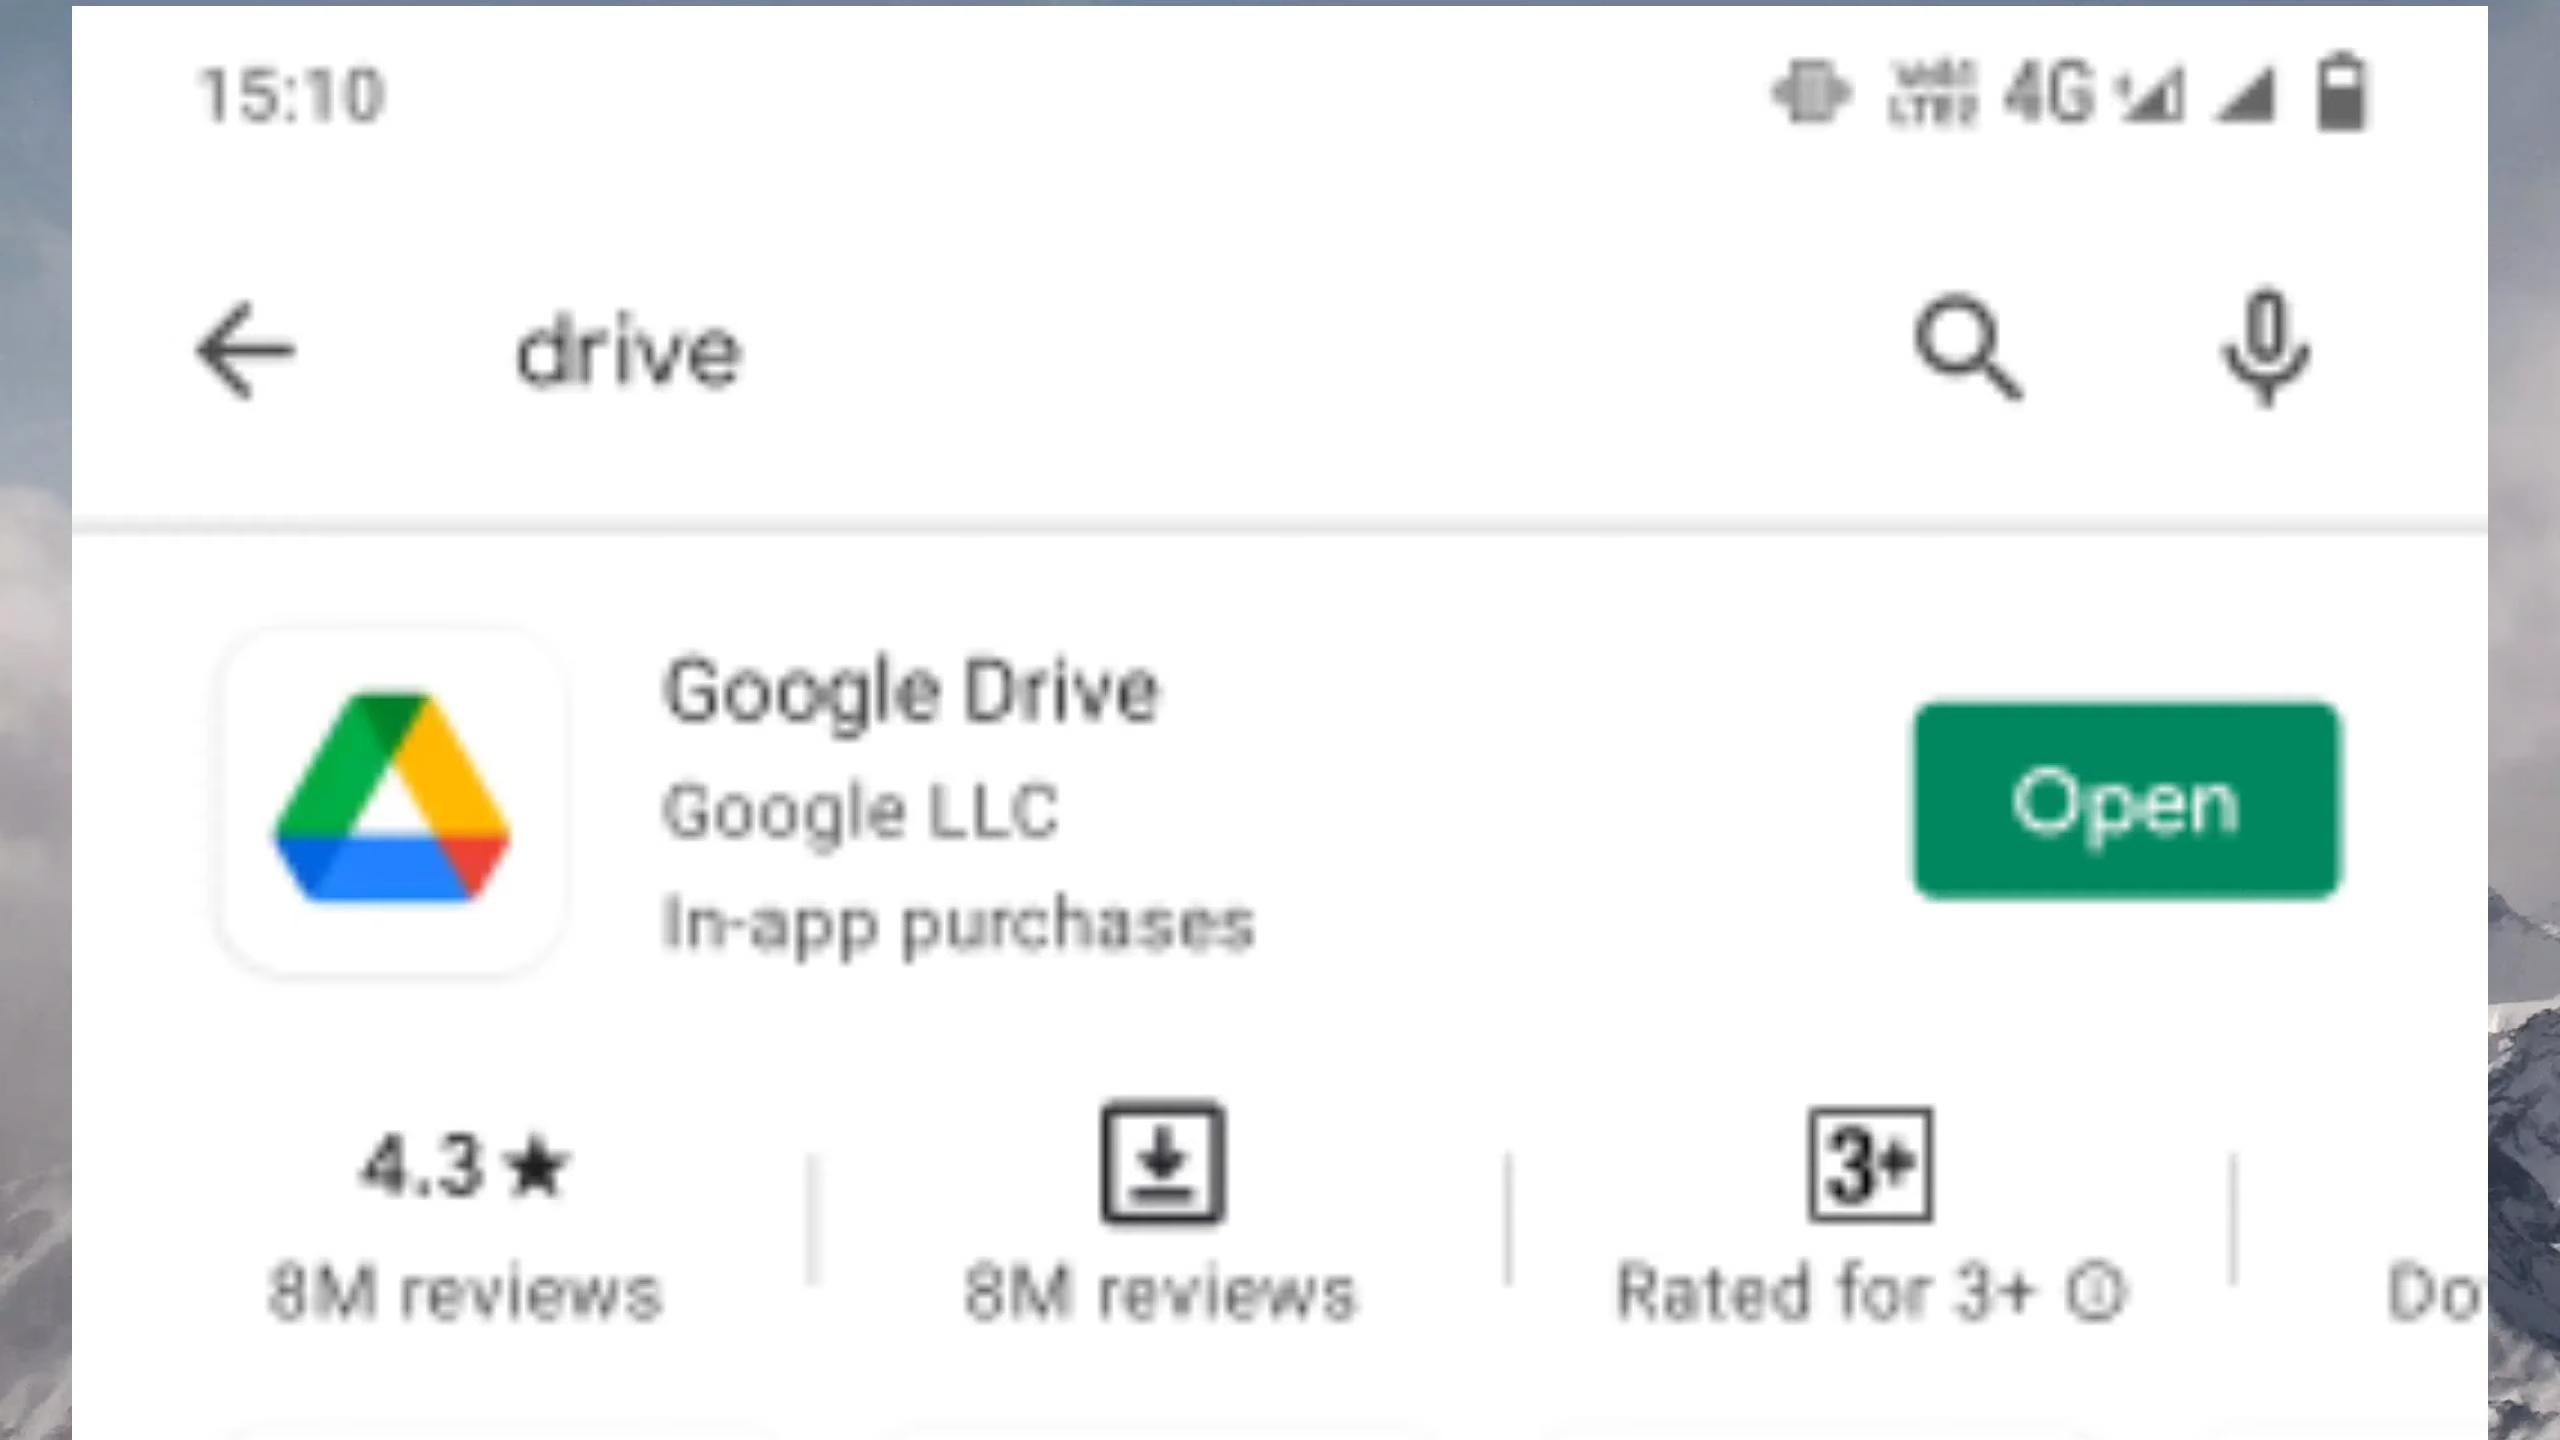 15:10 4G
drive
Google Drive
Google LLC
In-app purchases
Open
4.3★ 3+
8M reviews 8M reviews Rated for 3+ Do